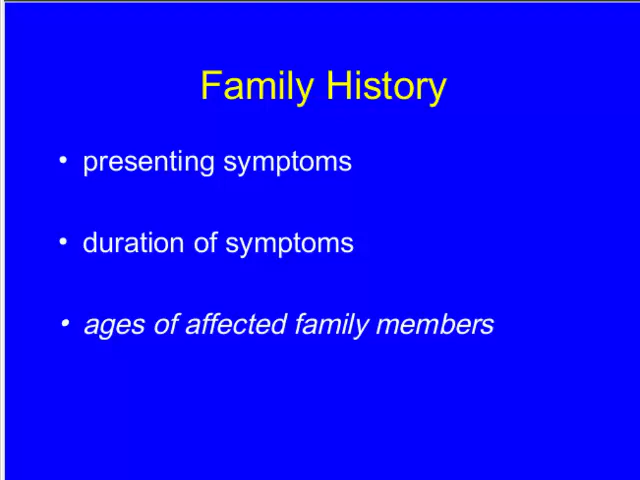 Family History
• presenting symptoms
• duration of symptoms
• ages of affected family members